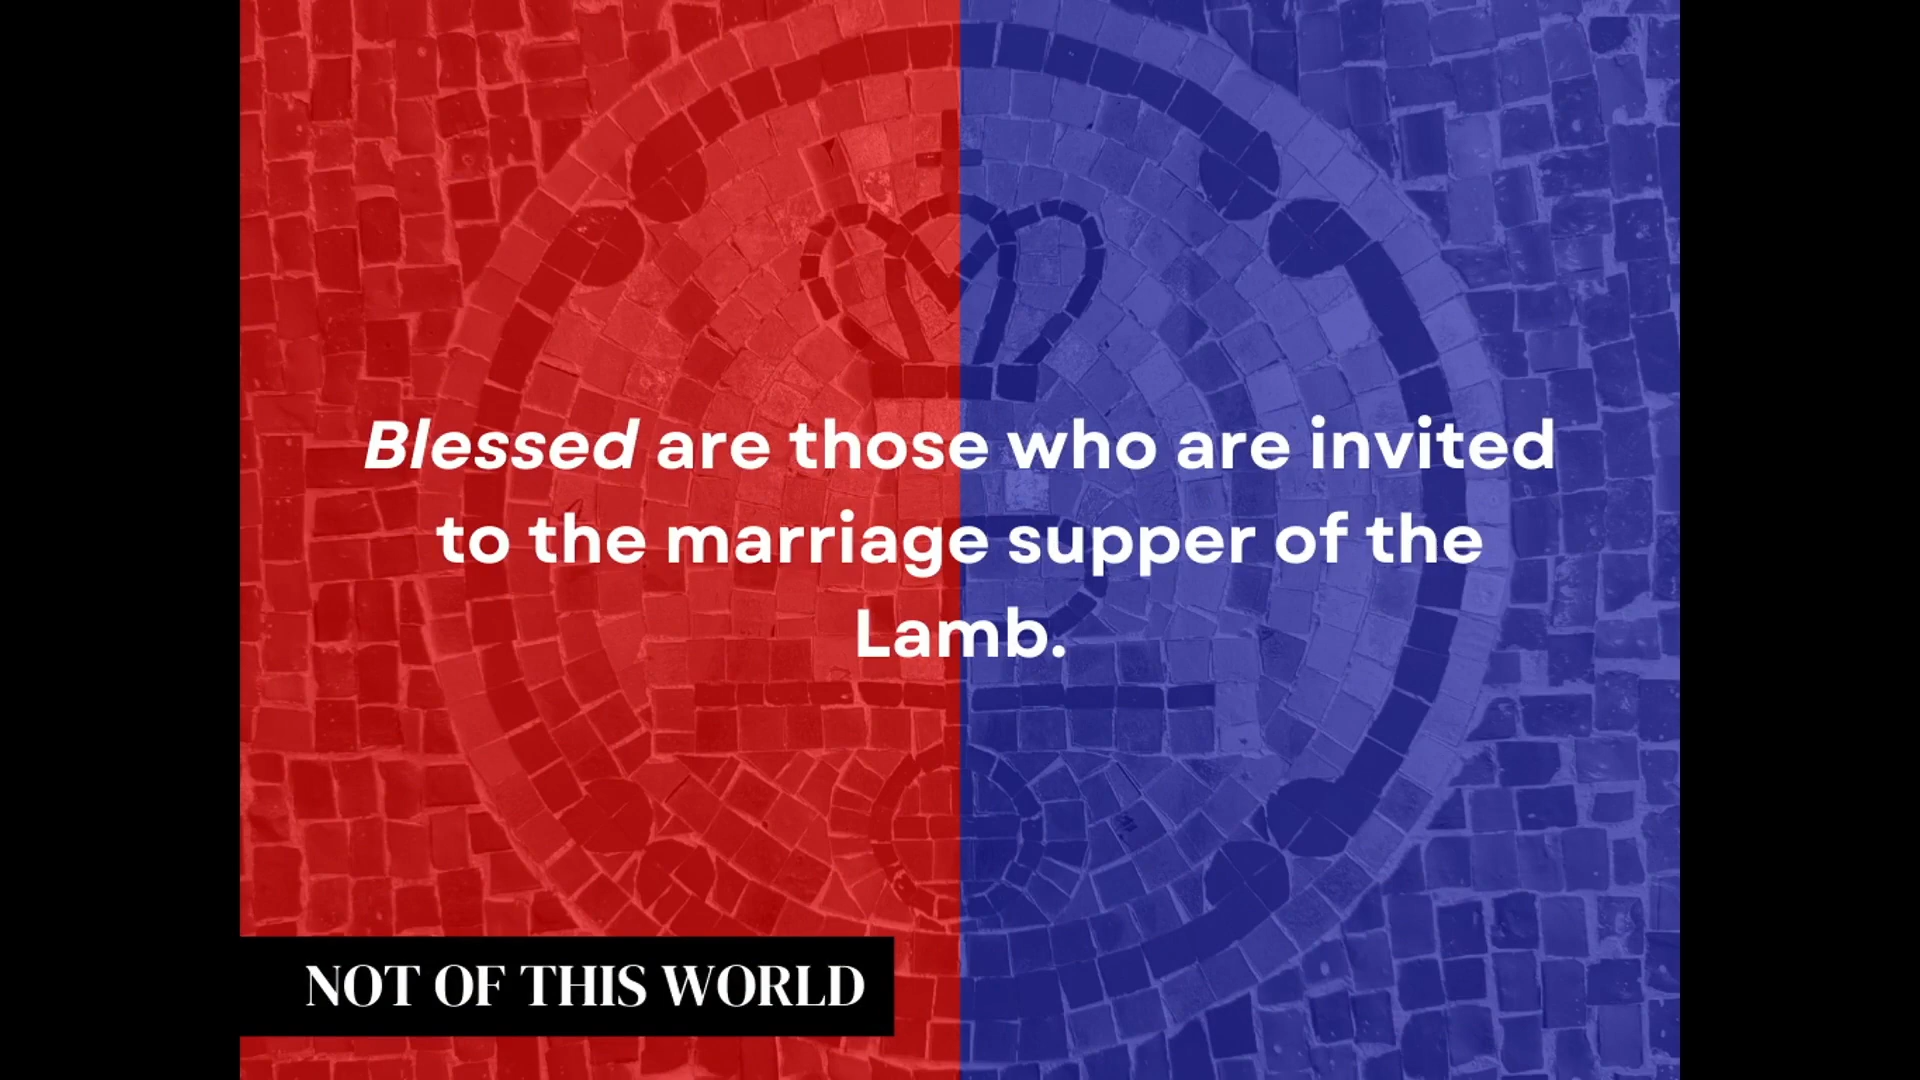 Blessed are those who are invited
to the marriage supper of the
Lamb.
NOT OF THIS WORLD